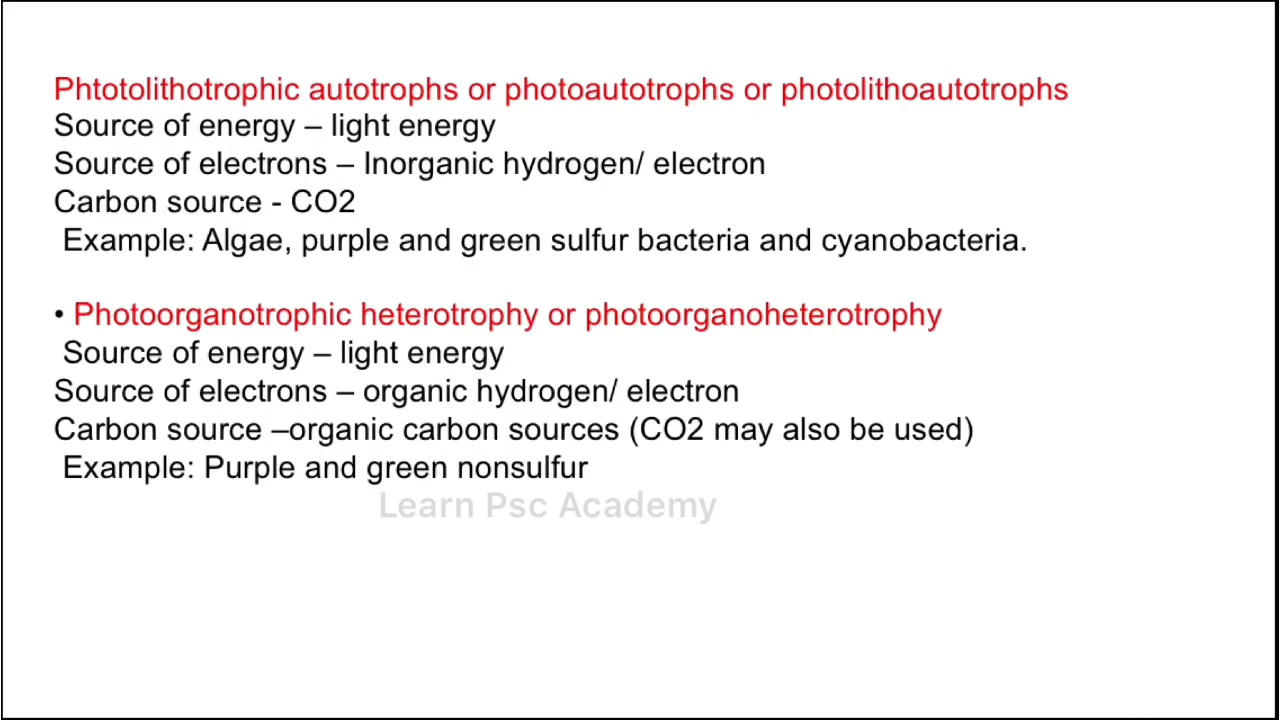 Phtotolithotrophic autotrophs or photoautotrophs or photolithoautotrophs
Source of energy – light energy
Source of electrons – Inorganic hydrogen/ electron
Carbon source - CO2
Example: Algae, purple and green sulfur bacteria and cyanobacteria.
• Photoorganotrophic heterotrophy or photoorganoheterotrophy
Source of energy – light energy
Source of electrons – organic hydrogen/ electron
Carbon source –organic carbon sources (CO2 may also be used)
Example: Purple and green nonsulfur
Learn Psc Academy